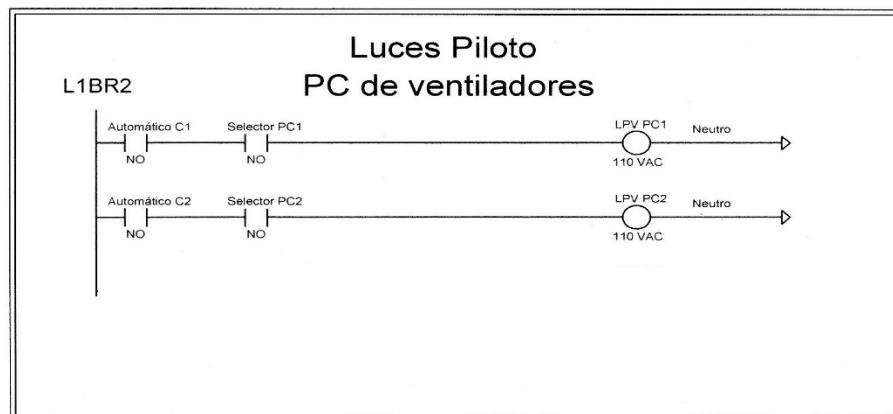 Luces Piloto
PC de ventiladores
L1BR2
Automático C1 Selector PC1 LPV PC1 Neutro
NO NO 110 VAC
Automático C2 Selector PC2 LPV PC2 Neutro
NO NO 110 VAC